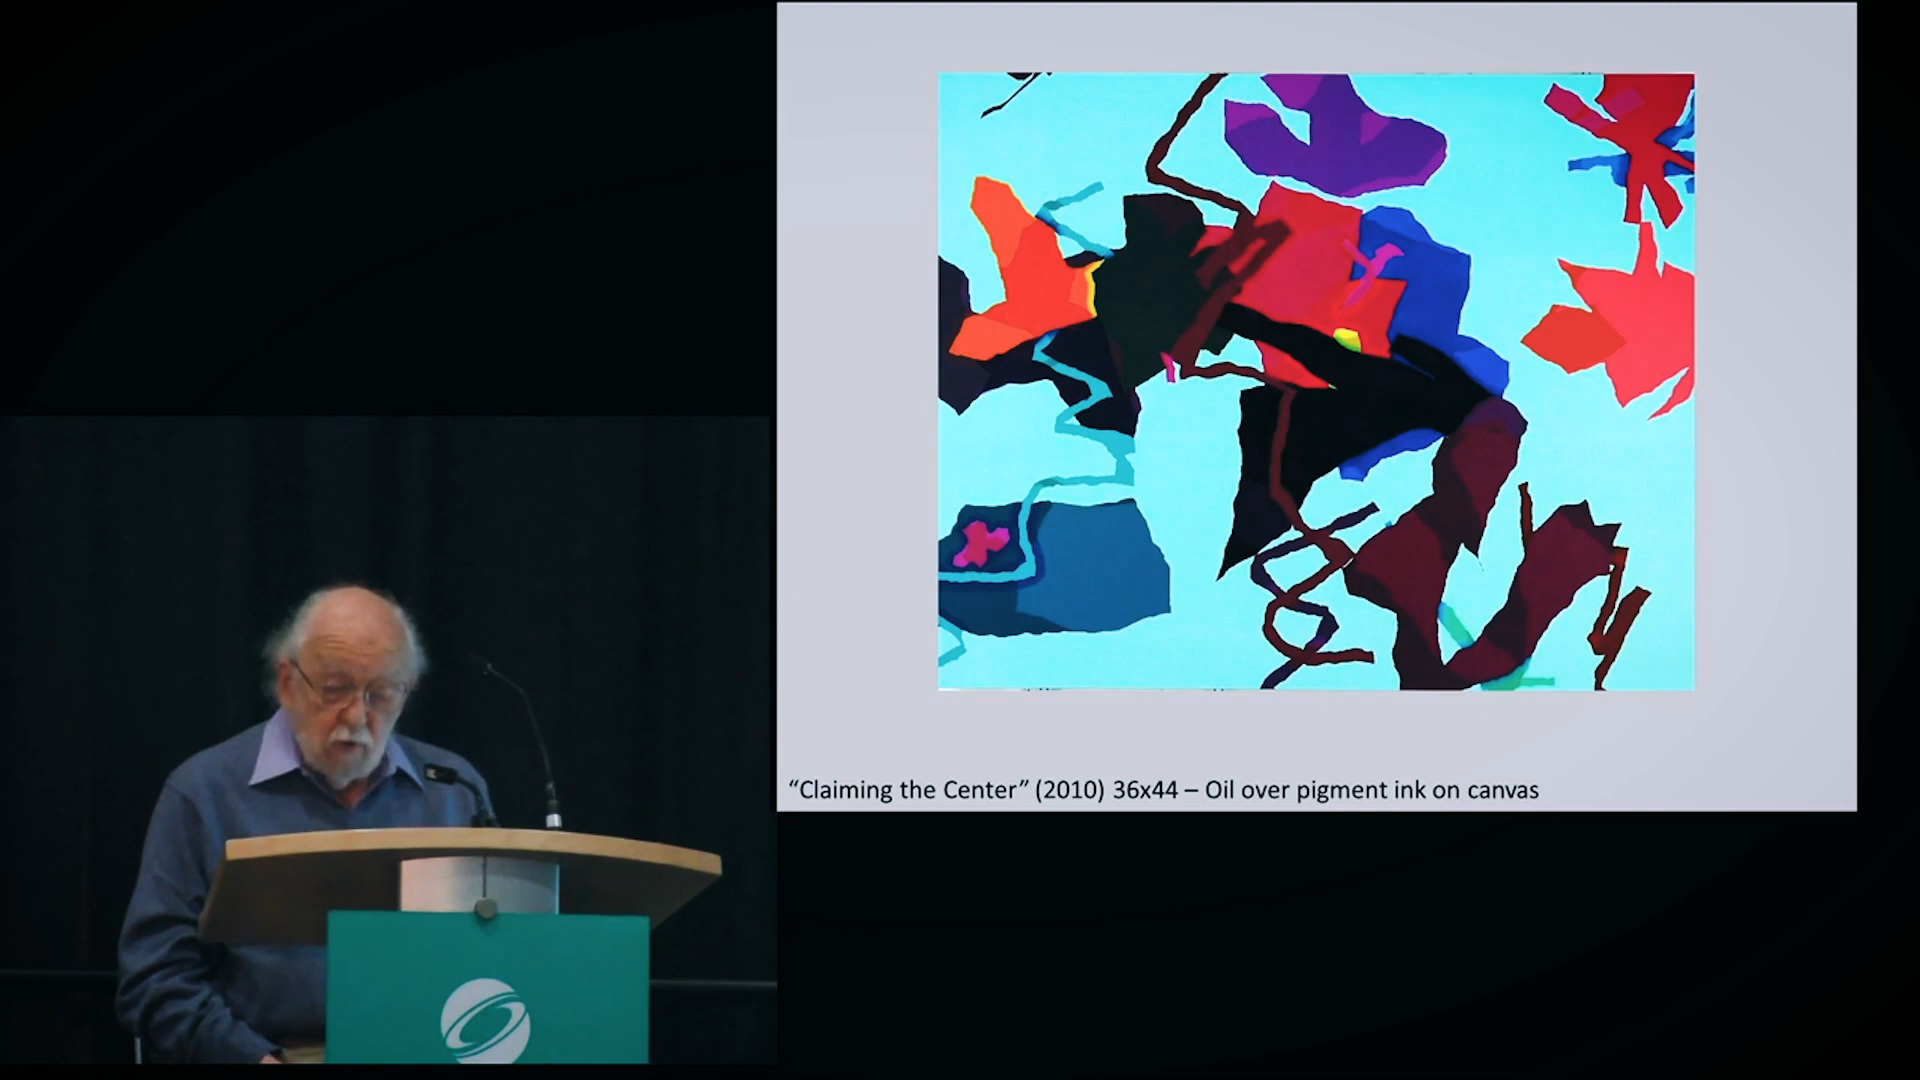 “Claiming the Center” (2010) 36x44 – Oil over pigment ink on canvas